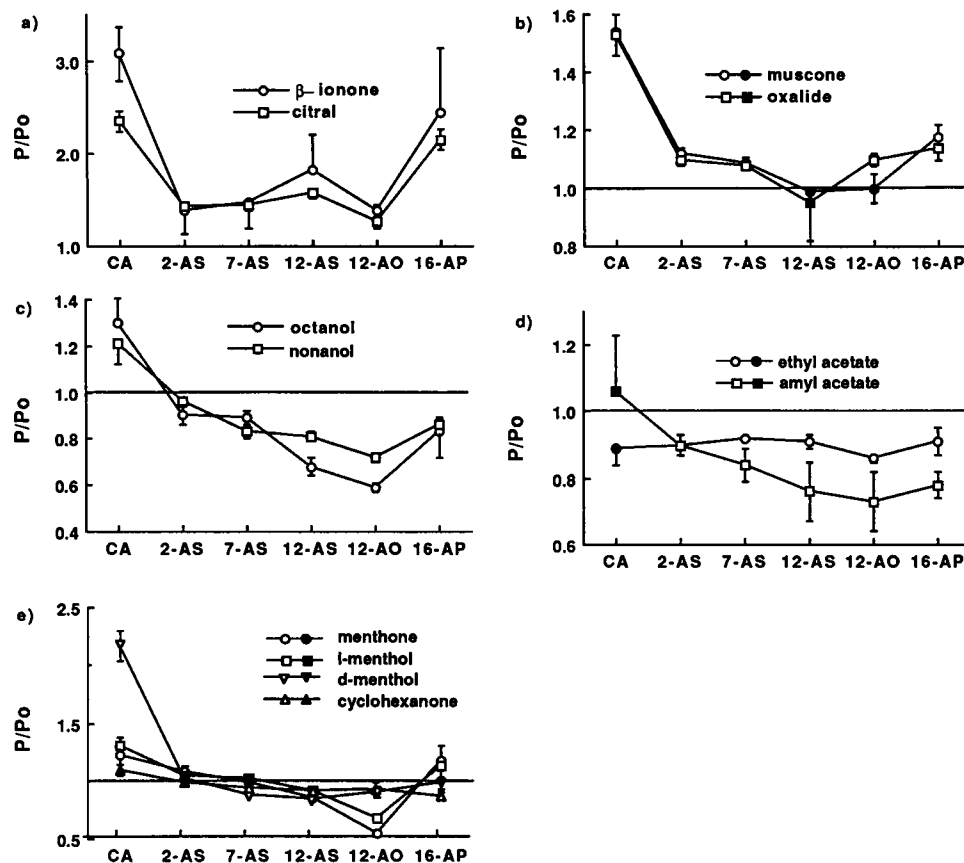 a)
P/Po
3.0
2.0
1.0
β– ionone
citral
CA 2-AS 7-AS 12-AS 12-AO 16-AP
b)
P/Po
1.6
1.4
1.2
1.0
0.8
muscone
oxalide
CA 2-AS 7-AS 12-AS 12-AO 16-AP
c)
P/Po
1.4
1.2
1.0
0.8
0.6
0.4
octanol
nonanol
CA 2-AS 7-AS 12-AS 12-AO 16-AP
d)
P/Po
1.2
1.0
0.8
0.6
ethyl acetate
amyl acetate
CA 2-AS 7-AS 12-AS 12-AO 16-AP
e)
P/Po
2.5
1.5
1.0
0.5
menthone
l-menthol
d-menthol
cyclohexanone
CA 2-AS 7-AS 12-AS 12-AO 16-AP